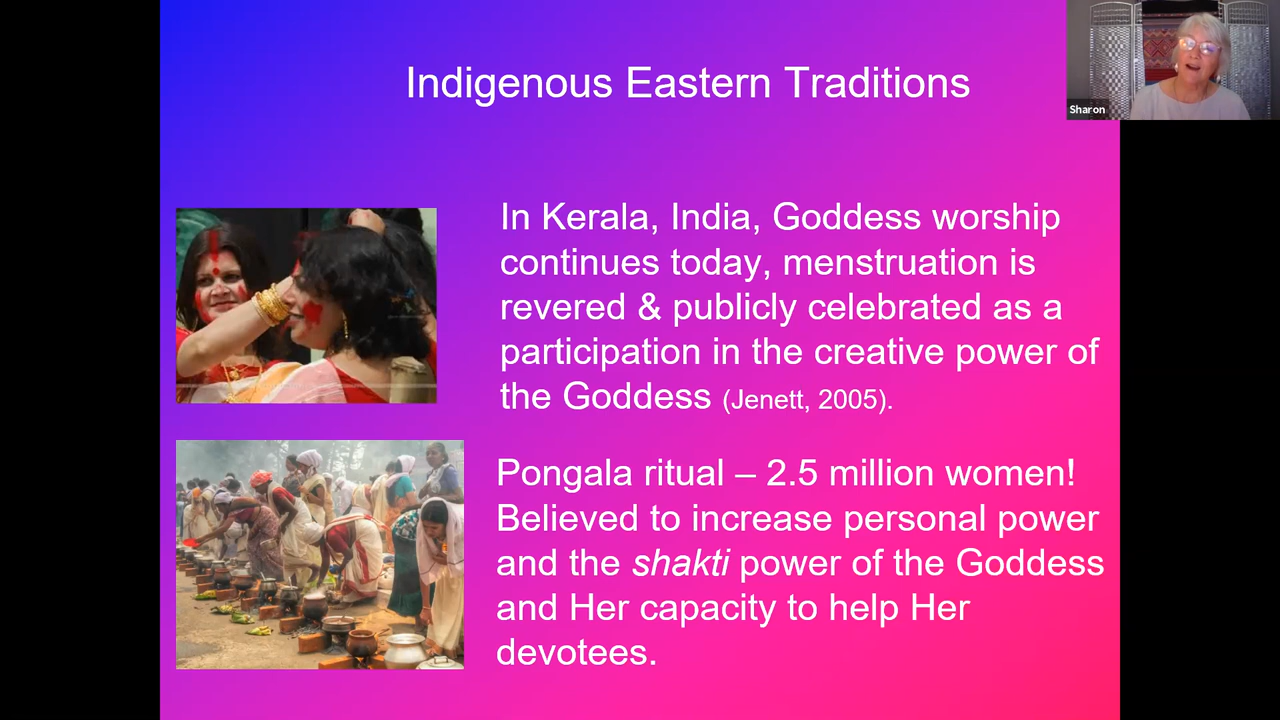 Indigenous Eastern Traditions
Sharon
In Kerala, India, Goddess worship
continues today, menstruation is
revered & publicly celebrated as a
participation in the creative power of
the Goddess (Jenett, 2005).
Pongala ritual – 2.5 million women!
Believed to increase personal power
and the shakti power of the Goddess
and Her capacity to help Her
devotees.